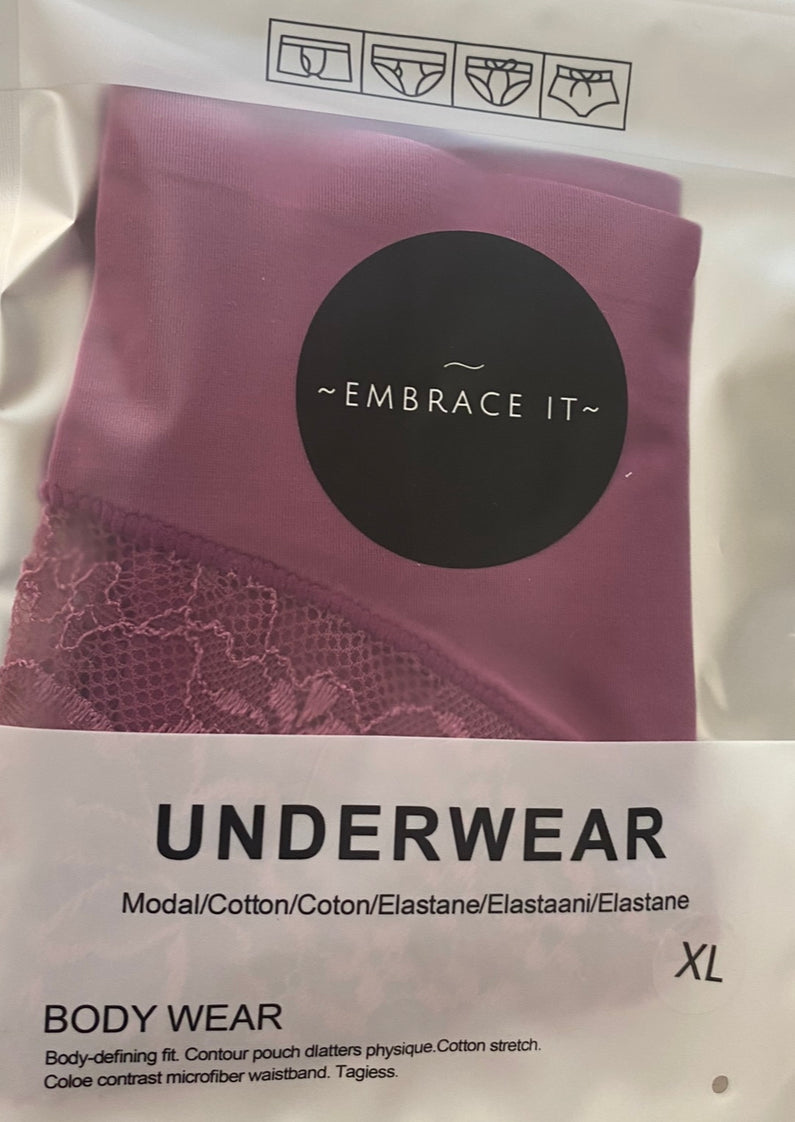 ~EMBRACE IT~
UNDERWEAR
Modal/Cotton/Coton/Elastane/Elastaani/Elastane
XL
BODY WEAR
Body-defining fit. Contour pouch dlatters physique.Cotton stretch.
Coloe contrast microfiber waistband. Tagiess.